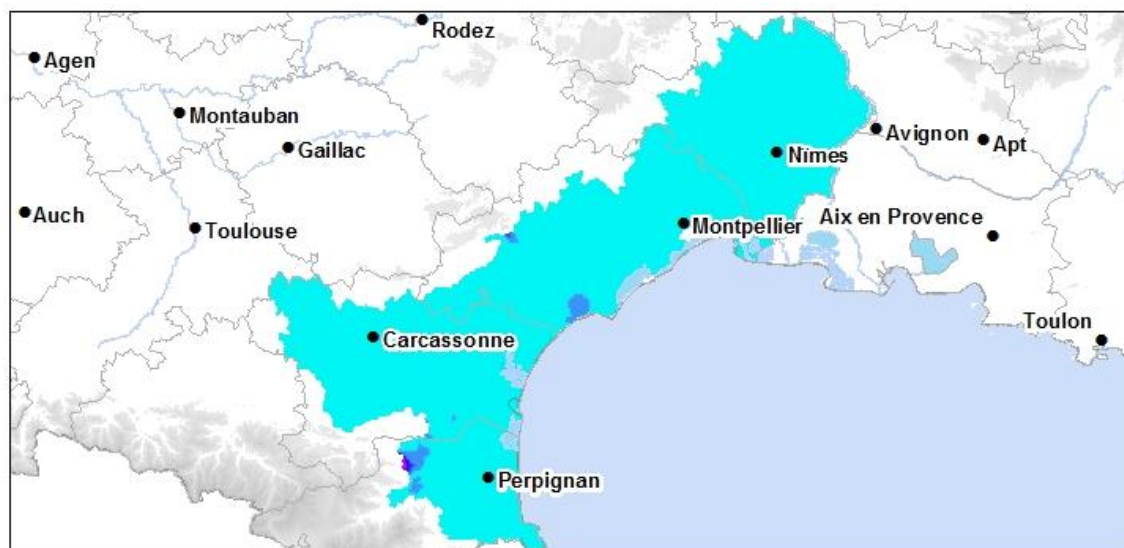 Rodez
Agen
Montauban
Gaillac
Avignon
Apt
Nîmes
Auch
Toulouse
Montpellier
Aix en Provence
Carcassonne
Toulon
Perpignan